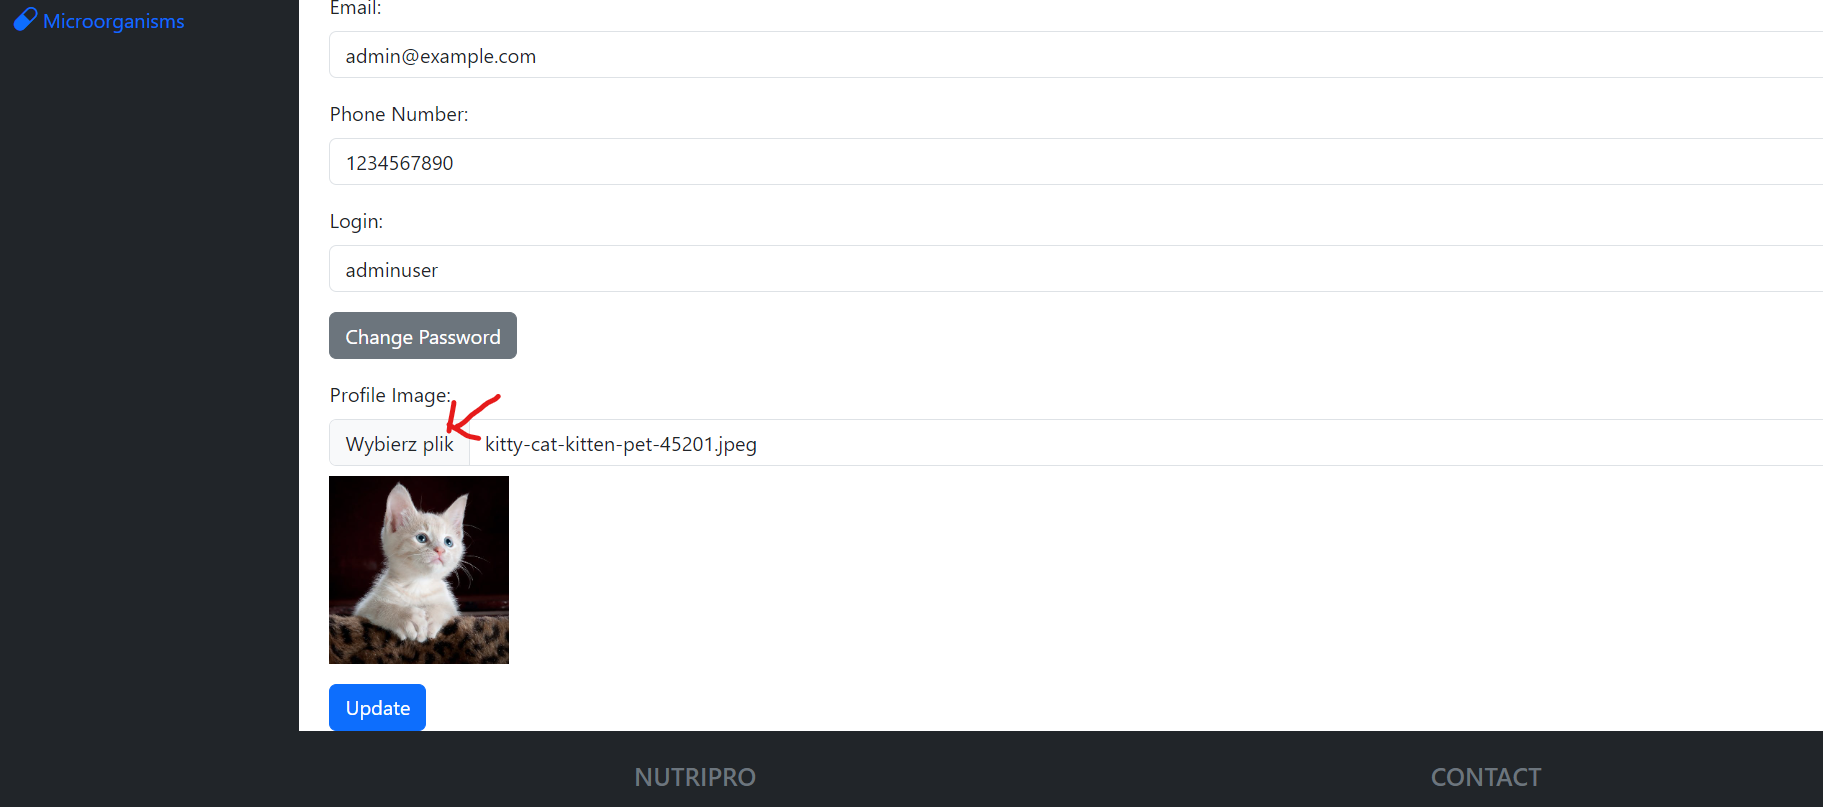 Microorganisms
Email:
admin@example.com
Phone Number:
1234567890
Login:
adminuser
Change Password
Profile Image:
Wybierz plik kitty-cat-kitten-pet-45201.jpeg
Update
NUTRIPRO CONTACT